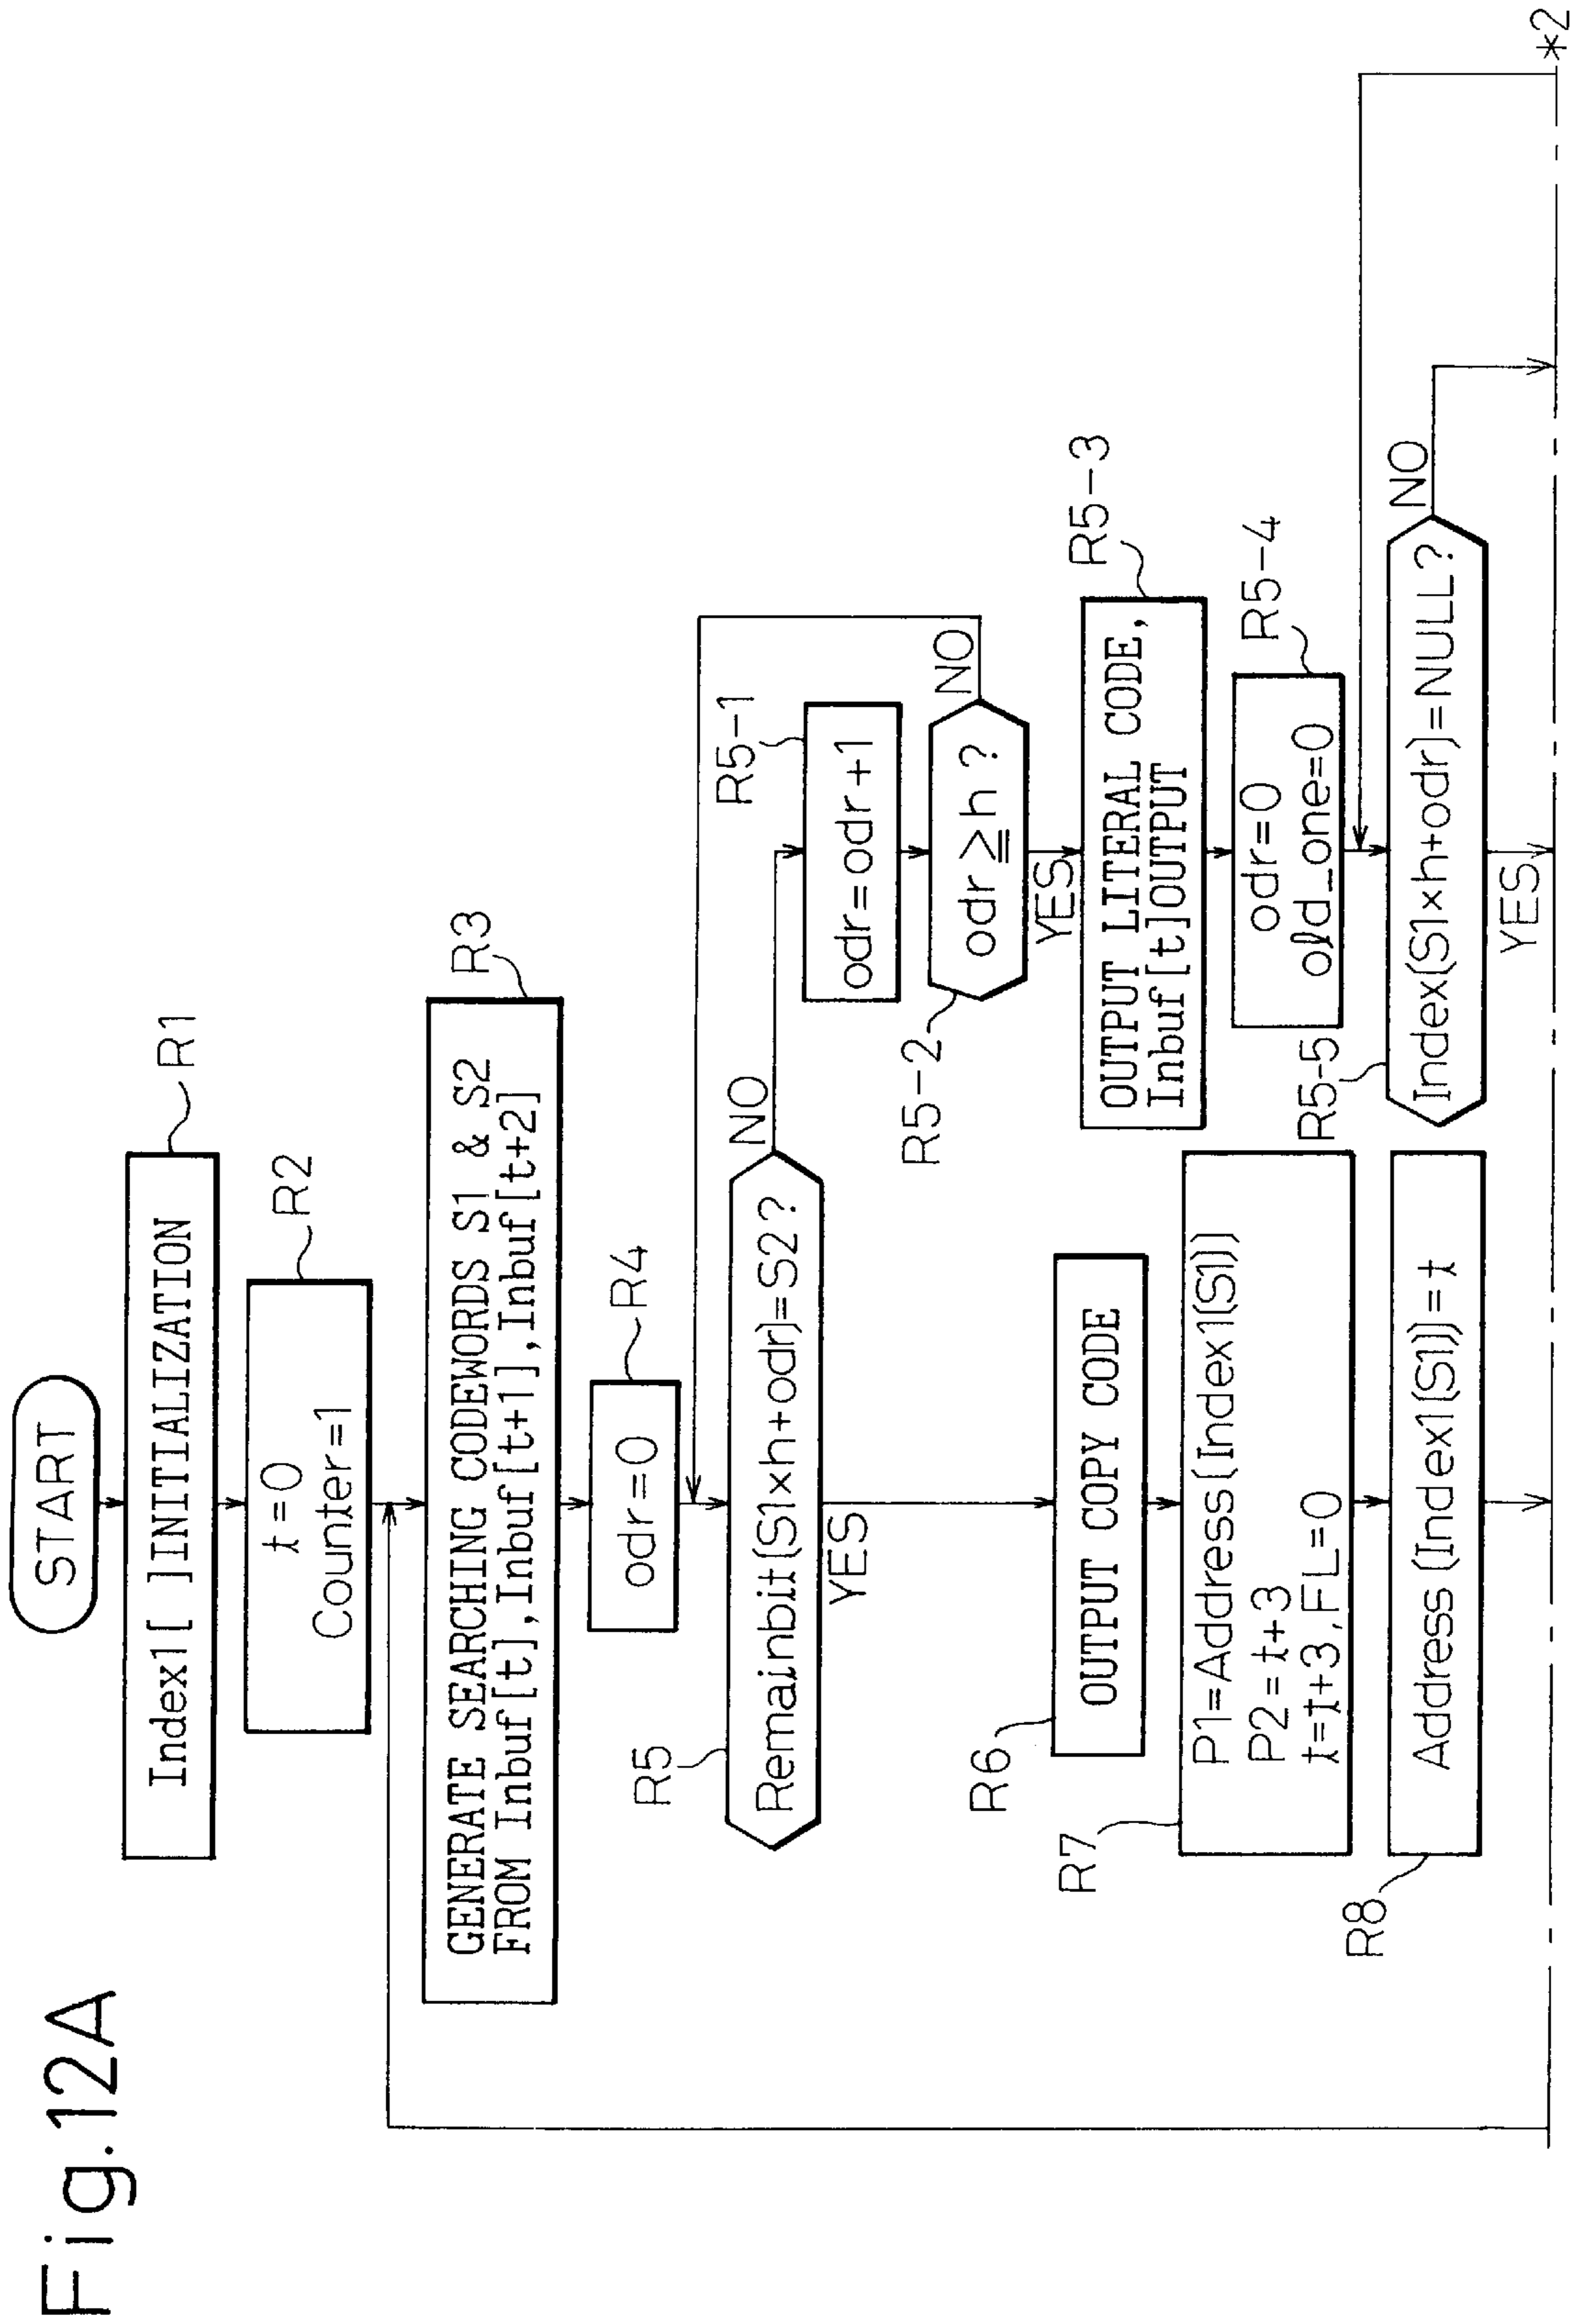 Fig.12A
START
R1
Index1[ ]INITIALIZATION
R2
t=0
Counter=1
R3
GENERATE SEARCHING CODEWORDS S1 & S2
FROM Inbuf[t],Inbuf[t+1],Inbuf[t+2]
R4
odr=0
R5
Remainbit(S1×h+odr)=S2?
NO
YES
R5-1
odr=odr+1
R5-2
odr≧h?
NO
YES
R6
OUTPUT COPY CODE
R5-3
OUTPUT LITERAL CODE,
Inbuf[t]OUTPUT
R7
P1=Address(Index1(S1))
P2=t+3
t=t+3,FL=0
R5-4
odr=0
old_one=0
R8
Address(Index1(S1))=t
R5-5
Index(S1×h+odr)=NULL?
NO
YES
*2